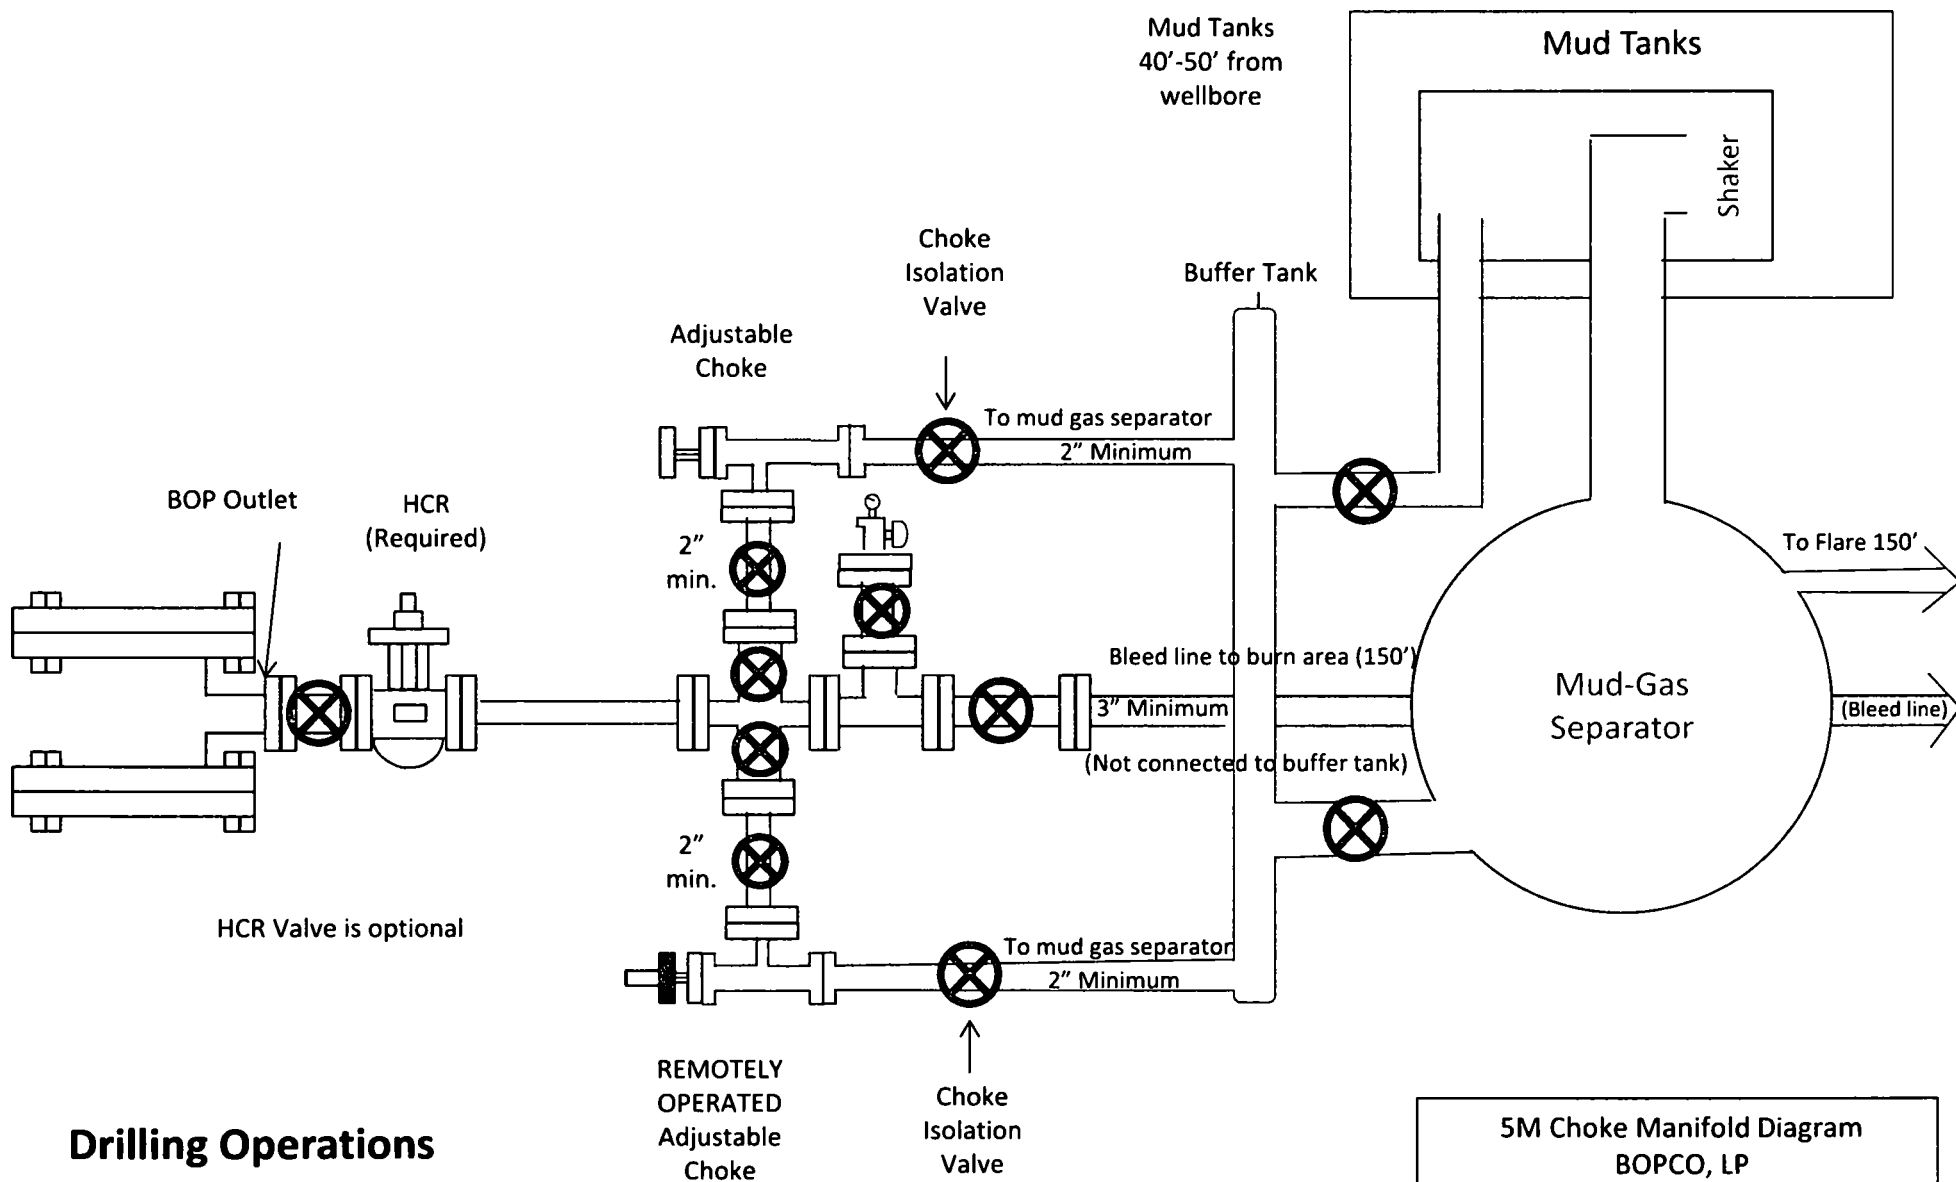 Mud Tanks
40'-50' from
wellbore
Mud Tanks
Shaker
Choke
Isolation
Valve
Buffer Tank
Adjustable
Choke
To mud gas separator
2" Minimum
BOP Outlet
HCR
(Required)
2"
min.
To Flare 150'
Bleed line to burn area (150')
3" Minimum
(Not connected to buffer tank)
Mud-Gas
Separator
(Bleed line)
2"
min.
HCR Valve is optional
To mud gas separator
2" Minimum
REMOTELY
OPERATED
Adjustable
Choke
Choke
Isolation
Valve
Drilling Operations
5M Choke Manifold Diagram
BOPCO, LP